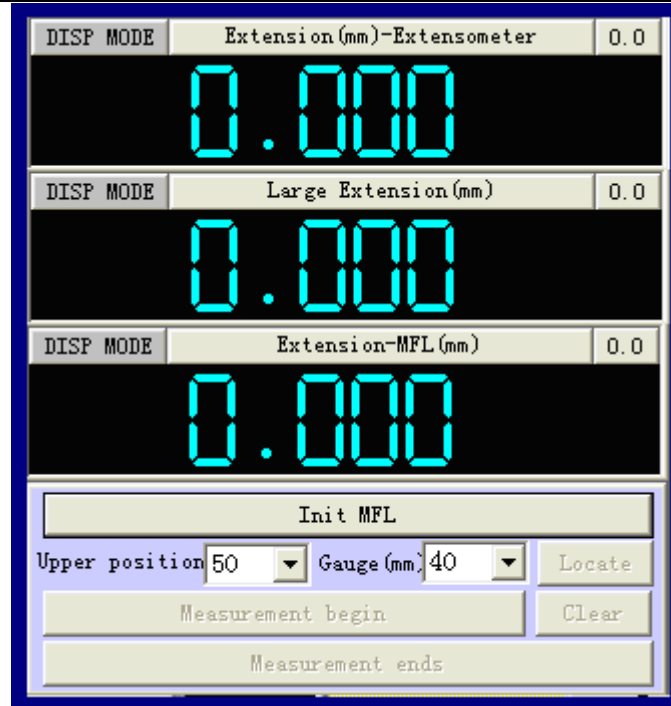 DISP MODE Extension(mm)-Extensometer 0.0
0.000
DISP MODE Large Extension(mm) 0.0
0.000
DISP MODE Extension-MFL(mm) 0.0
0.000
Init MFL
Upper position 50 Gauge(mm) 40 Locate
Measurement begin Clear
Measurement ends